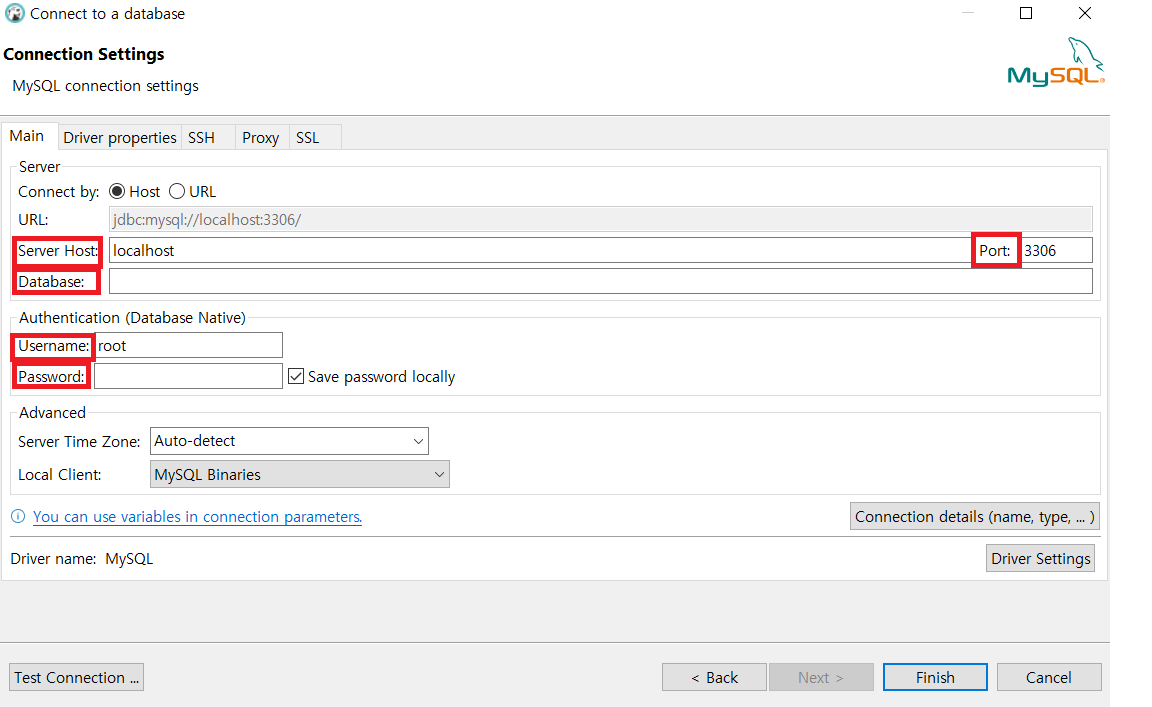 Connect to a database
Connection Settings
MySQL connection settings
MySQL®
Main Driver properties SSH Proxy SSL
Server
Connect by: Host URL
URL: jdbc:mysql://localhost:3306/
Server Host: localhost Port: 3306
Database:
Authentication (Database Native)
Username: root
Password: Save password locally
Advanced
Server Time Zone: Auto-detect
Local Client: MySQL Binaries
You can use variables in connection parameters.
Connection details (name, type, ... )
Driver name: MySQL Driver Settings
Test Connection ... < Back Next > Finish Cancel